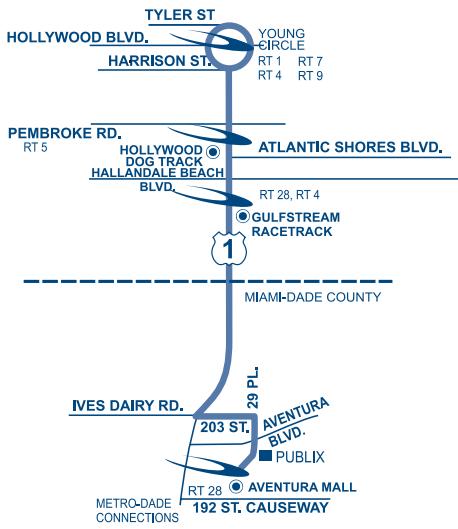 TYLER ST
HOLLYWOOD BLVD.
YOUNG
CIRCLE
HARRISON ST.
RT 1 RT 7
RT 4 RT 9
PEMBROKE RD.
RT 5
HOLLYWOOD
DOG TRACK
ATLANTIC SHORES BLVD.
HALLANDALE BEACH
BLVD.
RT 28, RT 4
GULFSTREAM
RACETRACK
1
MIAMI-DADE COUNTY
29 PL.
IVES DAIRY RD.
203 ST.
AVENTURA
BLVD.
PUBLIX
RT 28
AVENTURA MALL
METRO-DADE
CONNECTIONS
192 ST. CAUSEWAY